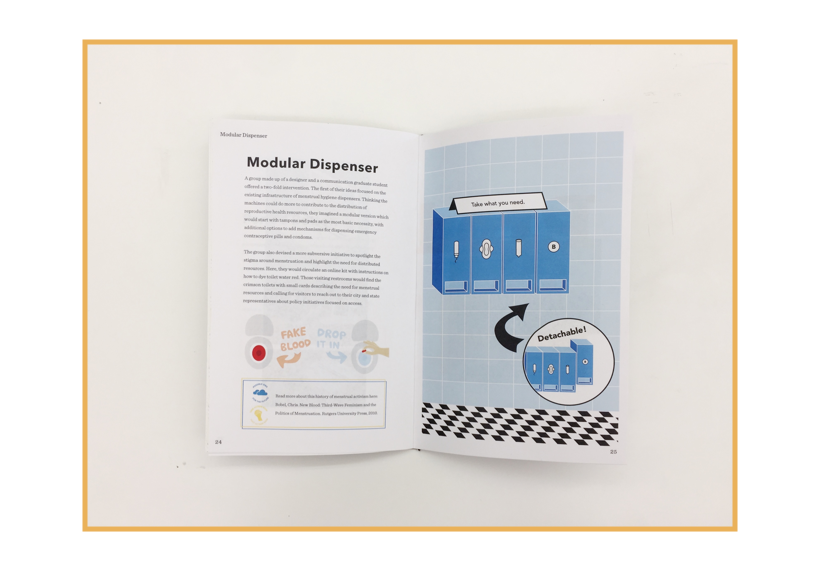 Modular Dispenser
Modular Dispenser
A group made up of a designer and a communication graduate student
offered a two-fold intervention. The first of their ideas focused on the
existing infrastructure of menstrual hygiene dispensers. Thinking the
machines could do more to contribute to the distribution of
reproductive health resources, they imagined a modular version which
would start with tampons and pads as the most basic necessity, with
additional options to add mechanisms for dispensing emergency
contraceptive pills and condoms.
The group also devised a more subversive initiative to spotlight the
stigma around menstruation and highlight the need for distributed
resources. Here, they would circulate an online kit with instructions on
how to dye toilet water red. Those visiting restrooms would find the
crimson toilets with small cards describing the need for menstrual
resources and calling for visitors to reach out to their city and state
representatives about policy initiatives focused on access.
FAKE
BLOOD
DROP
IT IN
Read more about this history of menstrual activism here:
Bobel, Chris. New Blood: Third-Wave Feminism and the
Politics of Menstruation. Rutgers University Press, 2010.
24
Take what you need.
B
Detachable!
25